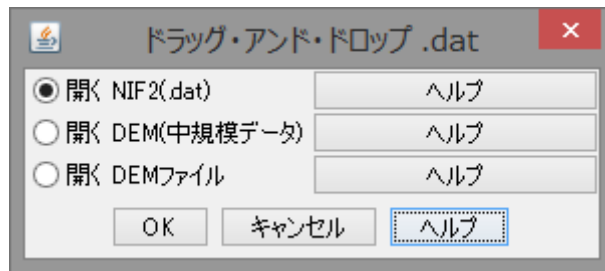 ドラッグ・アンド・ドロップ .dat
開く NIF2(.dat) ヘルプ
開く DEM(中規模データ) ヘルプ
開く DEMファイル ヘルプ
OK キャンセル ヘルプ